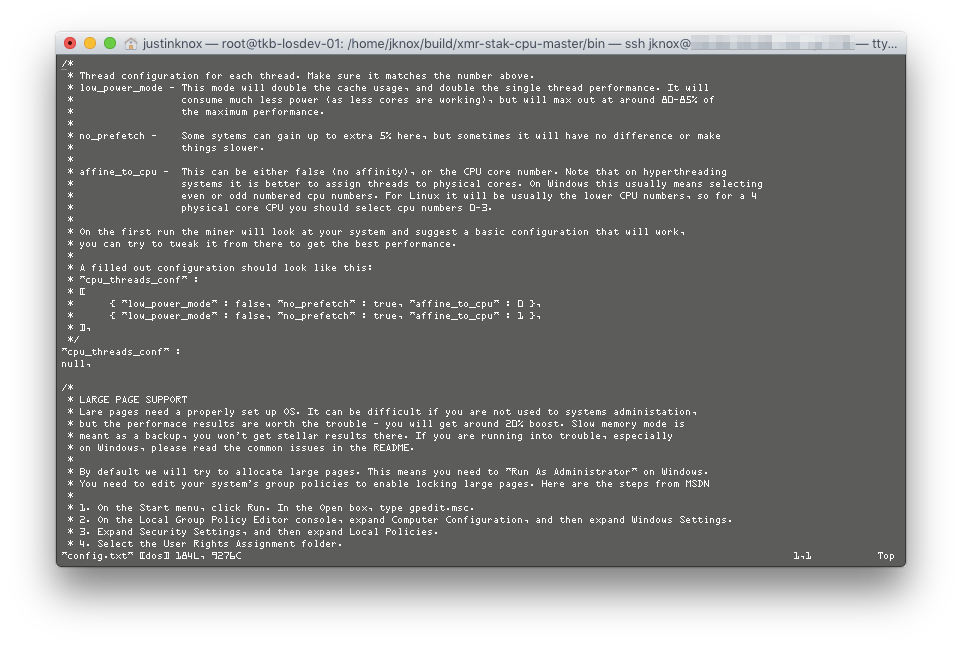 justinknox — root@tkb-losdev-01: /home/jknox/build/xmr-stak-cpu-master/bin — ssh jknox@ — tty...
/*
 * Thread configuration for each thread. Make sure it matches the number above.
 * low_power_mode - This mode will double the cache usage, and double the single thread performance. It will
 *                  consume much less power (as less cores are working), but will max out at around 80-85% of
 *                  the maximum performance.
 *
 * no_prefetch -    Some sytems can gain up to extra 5% here, but sometimes it will have no difference or make
 *                  things slower.
 *
 * affine_to_cpu -  This can be either false (no affinity), or the CPU core number. Note that on hyperthreading
 *                  systems it is better to assign threads to physical cores. On Windows this usually means selecting
 *                  even or odd numbered cpu numbers. For Linux it will be usually the lower CPU numbers, so for a 4
 *                  physical core CPU you should select cpu numbers 0-3.
 *
 * On the first run the miner will look at your system and suggest a basic configuration that will work,
 * you can try to tweak it from there to get the best performance.
 *
 * A filled out configuration should look like this:
 * "cpu_threads_conf" :
 * [
 *      { "low_power_mode" : false, "no_prefetch" : true, "affine_to_cpu" : 0 },
 *      { "low_power_mode" : false, "no_prefetch" : true, "affine_to_cpu" : 1 },
 * ],
 */
"cpu_threads_conf" :
null,

/*
 * LARGE PAGE SUPPORT
 * Lare pages need a properly set up OS. It can be difficult if you are not used to systems administation,
 * but the performace results are worth the trouble - you will get around 20% boost. Slow memory mode is
 * meant as a backup, you won't get stellar results there. If you are running into trouble, especially
 * on Windows, please read the common issues in the README.
 *
 * By default we will try to allocate large pages. This means you need to "Run As Administrator" on Windows.
 * You need to edit your system's group policies to enable locking large pages. Here are the steps from MSDN
 *
 * 1. On the Start menu, click Run. In the Open box, type gpedit.msc.
 * 2. On the Local Group Policy Editor console, expand Computer Configuration, and then expand Windows Settings.
 * 3. Expand Security Settings, and then expand Local Policies.
 * 4. Select the User Rights Assignment folder.
"config.txt" [dos] 184L, 9276C 1,1 Top